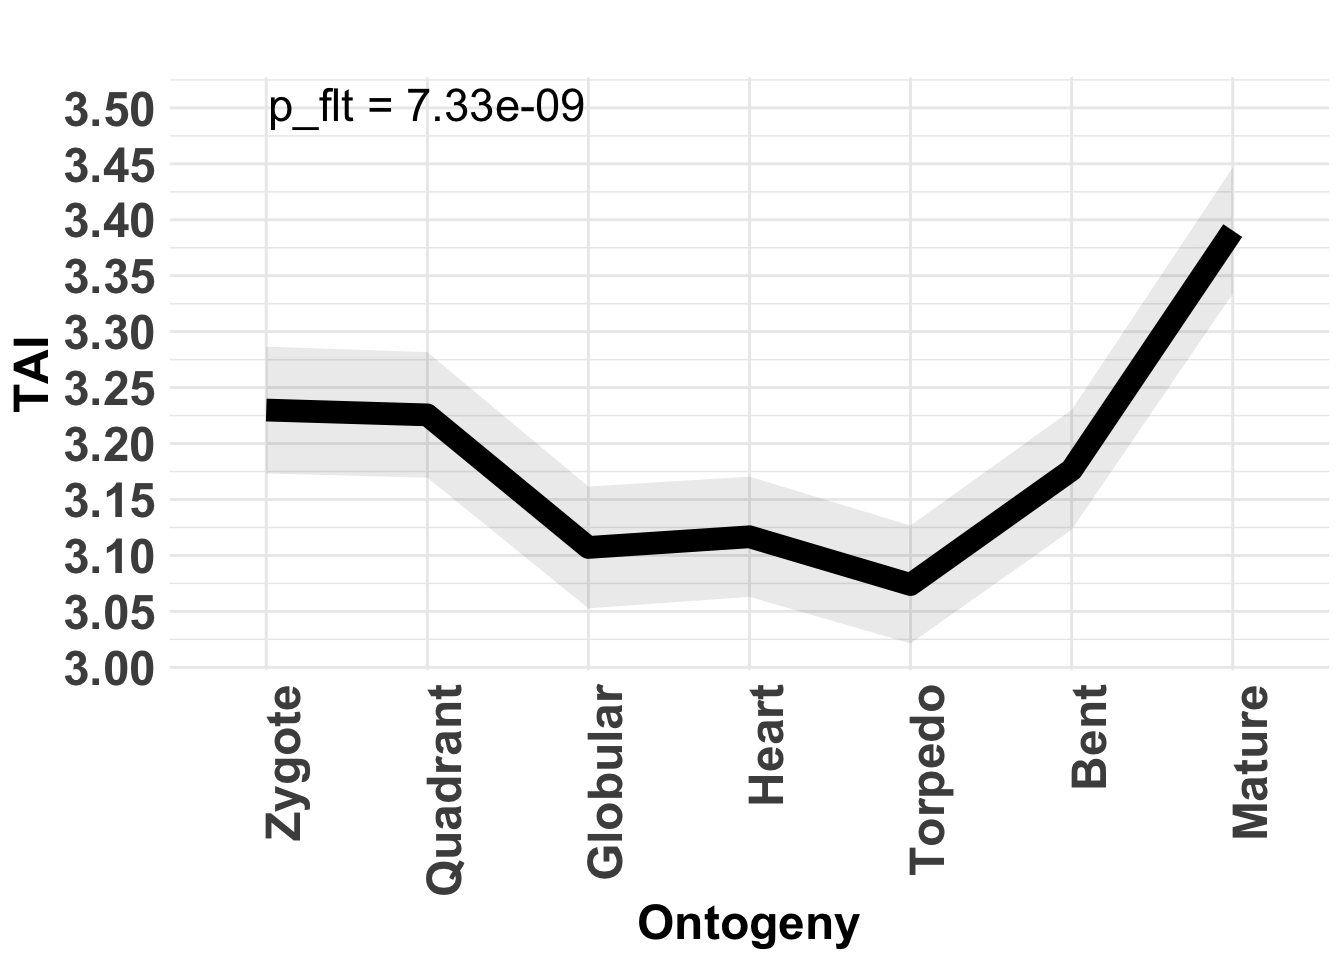 p_flt = 7.33e-09
TAI
3.50
3.45
3.40
3.35
3.30
3.25
3.20
3.15
3.10
3.05
3.00
Zygote
Quadrant
Globular
Heart
Torpedo
Bent
Mature
Ontogeny